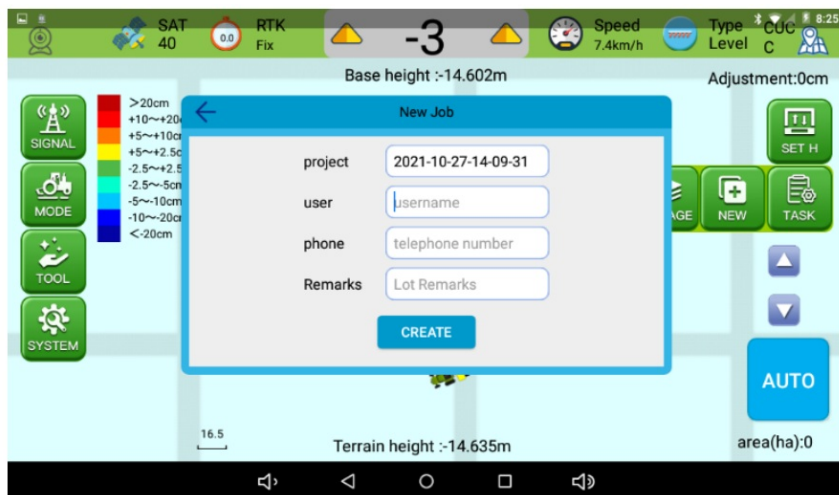 8:25
SAT
40
0.0
RTK
Fix
-3
Speed
7.4km/h
Type
Level
CUC
C
Base height :-14.602m
Adjustment:0cm
SIGNAL
MODE
TOOL
SYSTEM
>20cm
+10~+20
+5~+10cm
+5~+2.5c
-2.5~+2.5
-2.5~-5cm
-5~-10cm
-10~-20cm
<-20cm
New Job
project
2021-10-27-14-09-31
user
username
phone
telephone number
Remarks
Lot Remarks
CREATE
SET H
AGE
NEW
TASK
AUTO
16.5
Terrain height :-14.635m
area(ha):0